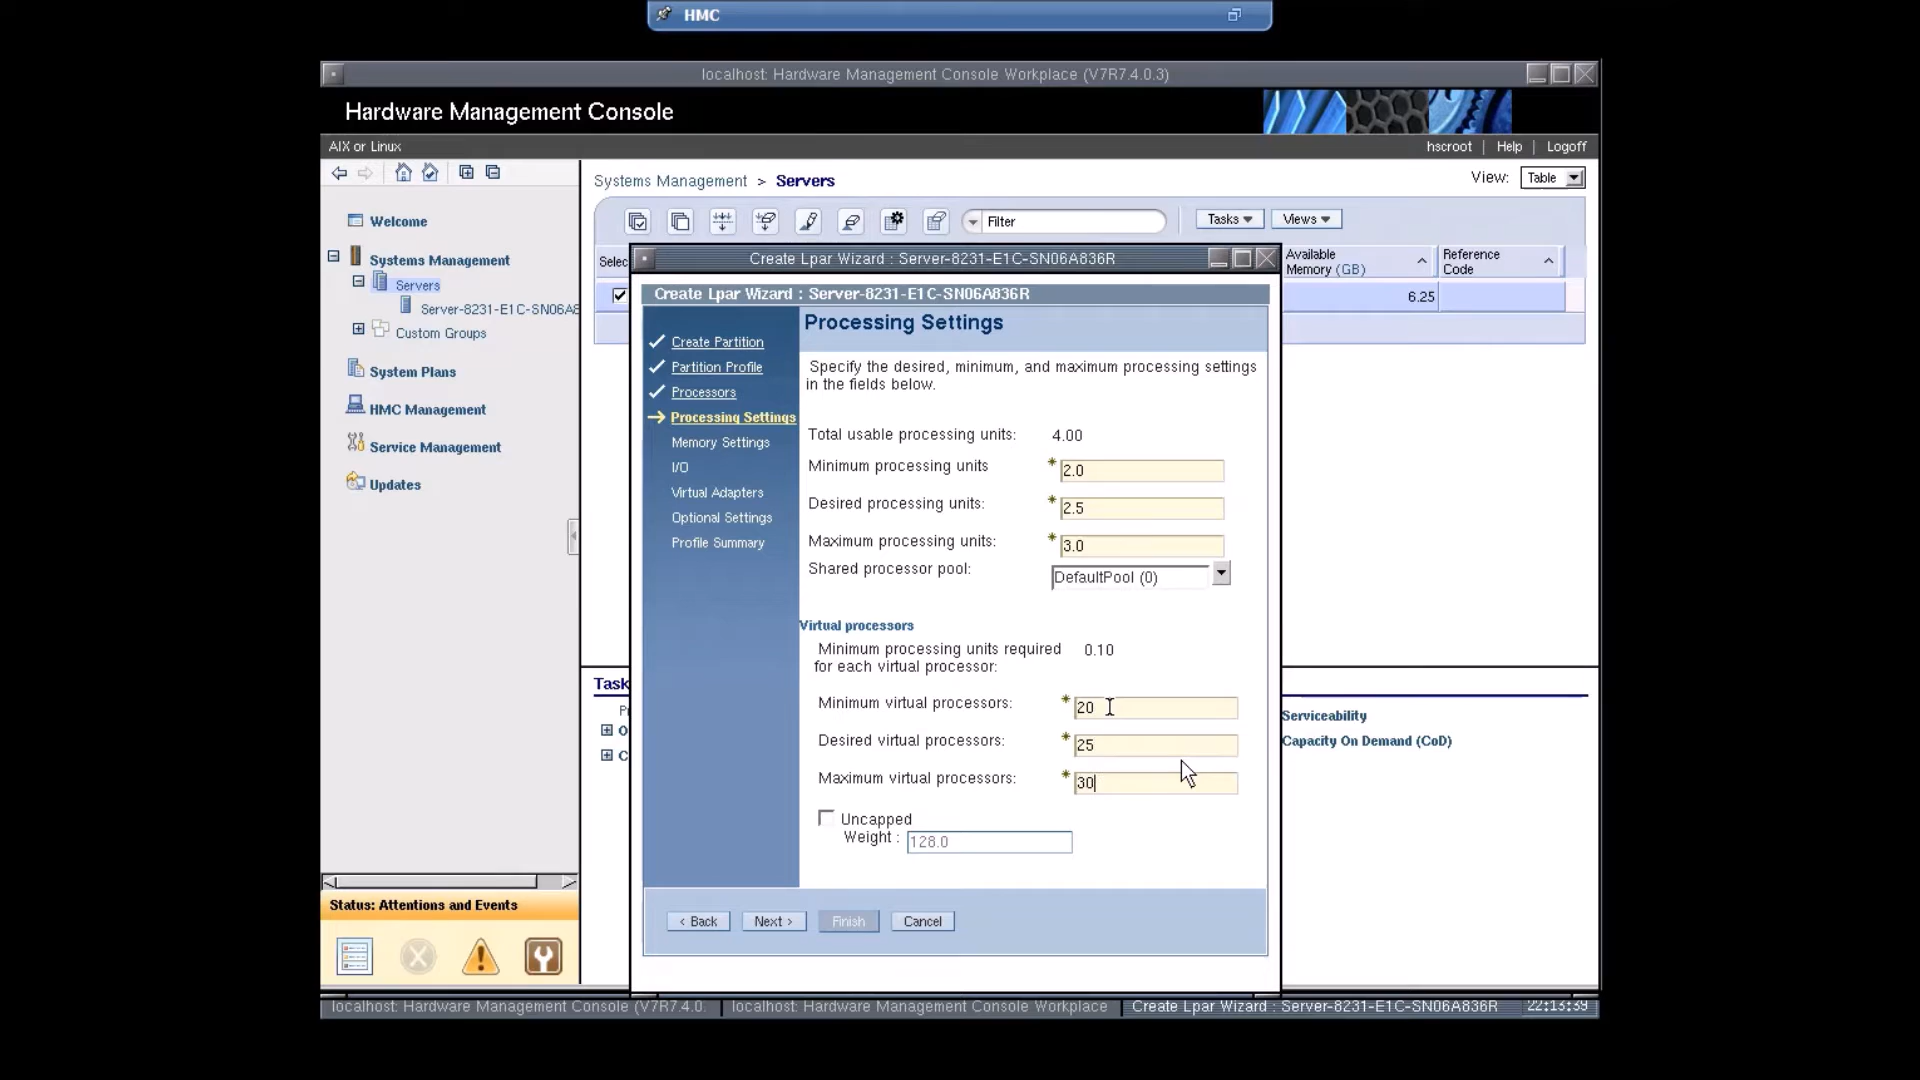 HMC
localhost: Hardware Management Console Workplace (V7R7.4.0.3)
Hardware Management Console
AIX or Linux
hscroot | Help | Logoff
Systems Management > Servers
View: Table
Welcome
Systems Management
Servers
Server-8231-E1C-SN06A8
Custom Groups
System Plans
HMC Management
Service Management
Updates
Filter
Tasks
Views
Selec
Available Memory (GB)
Reference Code
6.25
Create Lpar Wizard : Server-8231-E1C-SN06A836R
Create Lpar Wizard : Server-8231-E1C-SN06A836R
Create Partition
Partition Profile
Processors
Processing Settings
Memory Settings
I/O
Virtual Adapters
Optional Settings
Profile Summary
Processing Settings
Specify the desired, minimum, and maximum processing settings
in the fields below.
Total usable processing units: 4.00
Minimum processing units * 2.0
Desired processing units: * 2.5
Maximum processing units: * 3.0
Shared processor pool: DefaultPool (0)
Virtual processors
Minimum processing units required
for each virtual processor: 0.10
Minimum virtual processors: * 20
Desired virtual processors: * 25
Maximum virtual processors: * 30
Uncapped
Weight : 128.0
< Back
Next >
Finish
Cancel
Task
Serviceability
Capacity On Demand (CoD)
Status: Attentions and Events
localhost: Hardware Management Console (V7R7.4.0.
localhost: Hardware Management Console Workplace
Create Lpar Wizard : Server-8231-E1C-SN06A836R
22:13:39